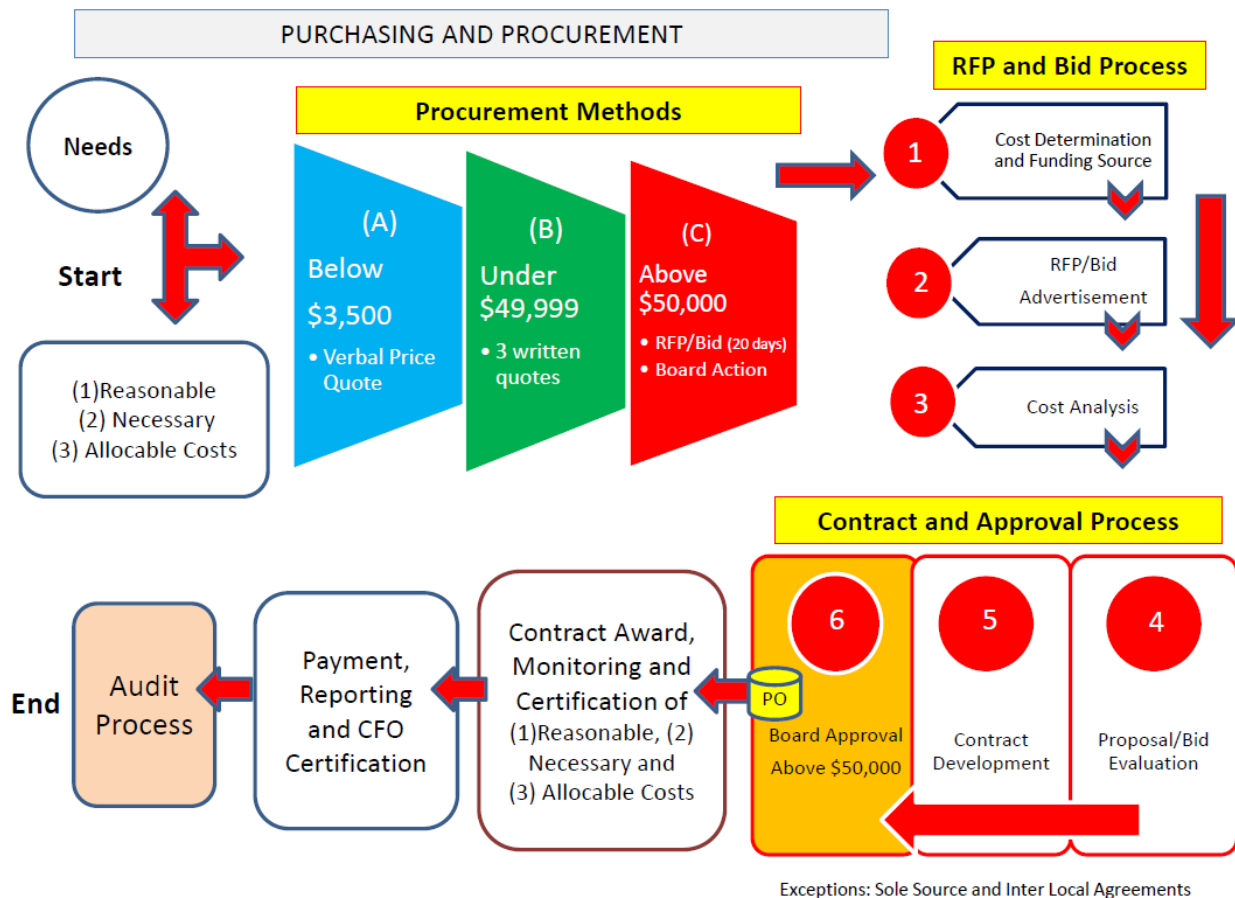 PURCHASING AND PROCUREMENT
Needs
Start
(1)Reasonable
(2) Necessary
(3) Allocable Costs
Procurement Methods
(A)
Below
$3,500
• Verbal Price
Quote
(B)
Under
$49,999
• 3 written
quotes
(C)
Above
$50,000
• RFP/Bid (20 days)
• Board Action
RFP and Bid Process
1
Cost Determination
and Funding Source
2
RFP/Bid
Advertisement
3
Cost Analysis
Contract and Approval Process
4
Proposal/Bid
Evaluation
5
Contract
Development
6
Board Approval
Above $50,000
PO
Contract Award,
Monitoring and
Certification of
(1)Reasonable, (2)
Necessary and
(3) Allocable Costs
Payment,
Reporting
and CFO
Certification
Audit
Process
End
Exceptions: Sole Source and Inter Local Agreements